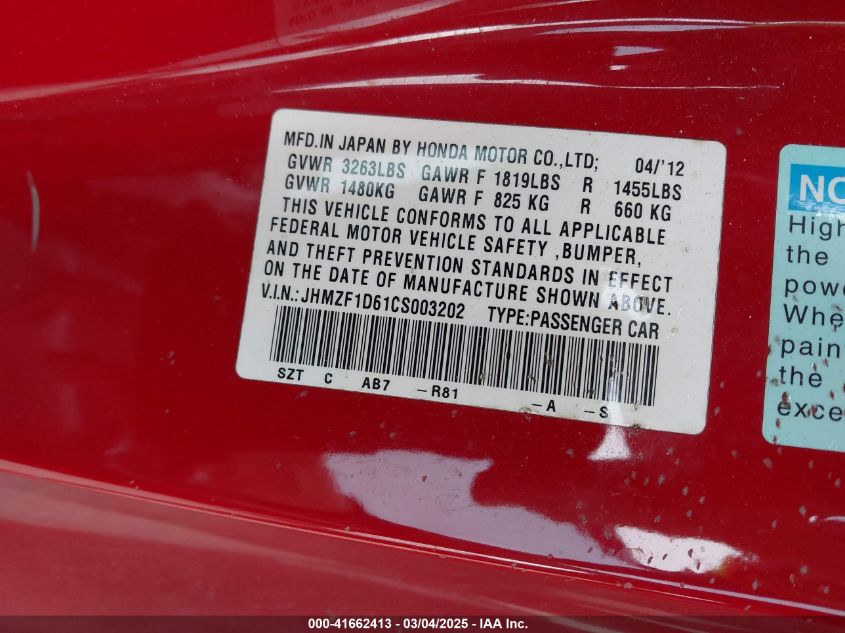 MFD.IN JAPAN BY HONDA MOTOR CO.,LTD; 04/'12
GVWR 3263LBS GAWR F 1819LBS R 1455LBS
GVWR 1480KG GAWR F 825 KG R 660 KG
THIS VEHICLE CONFORMS TO ALL APPLICABLE
FEDERAL MOTOR VEHICLE SAFETY ,BUMPER,
AND THEFT PREVENTION STANDARDS IN EFFECT
ON THE DATE OF MANUFACTURE SHOWN ABOVE.
V.I.N.:JHMZF1D61CS003202 TYPE:PASSENGER CAR
SZT C AB7 -R81 -A -S
NO
High
the
powe
Whe
pain
the
exce
000-41662413 - 03/04/2025 - IAA Inc.